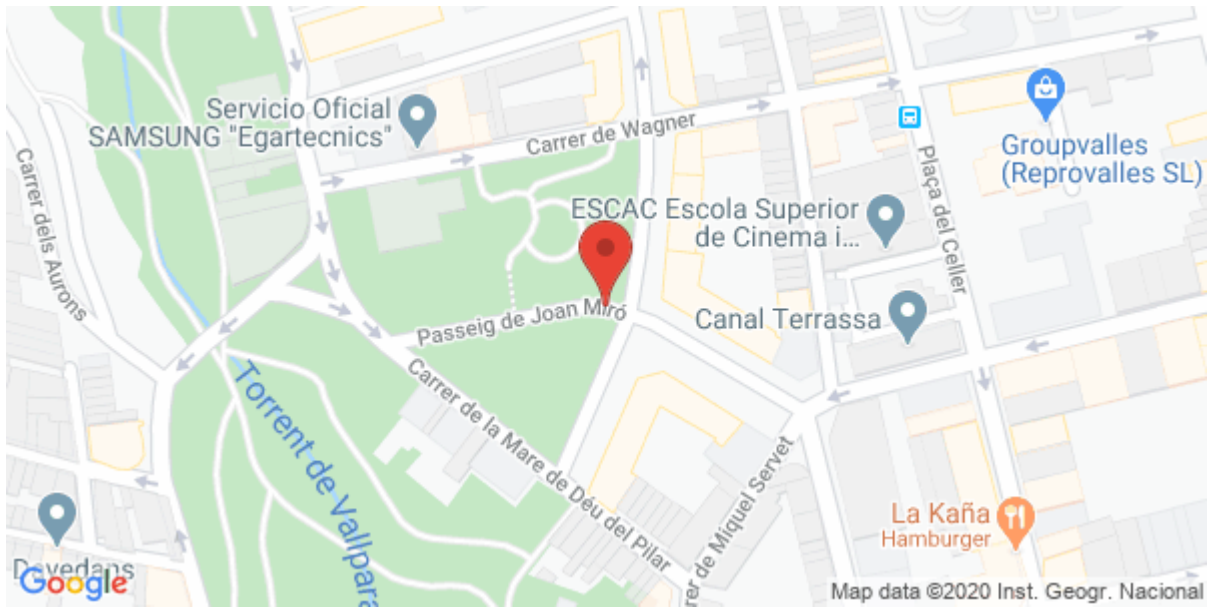 Servicio Oficial
SAMSUNG "Egartecnics"
Carrer de Wagner
Groupvalles
(Reprovalles SL)
Carrer dels Aurons
Plaça del Celler
ESCAC Escola Superior
de Cinema i...
Passeig de Joan Miró
Canal Terrassa
Torrent de Vallpara
Carrer de la Mare de Déu del Pilar
rer de Miquel Servet
La Kaña
Hamburger
Davedans
Google
Map data ©2020 Inst. Geogr. Nacional